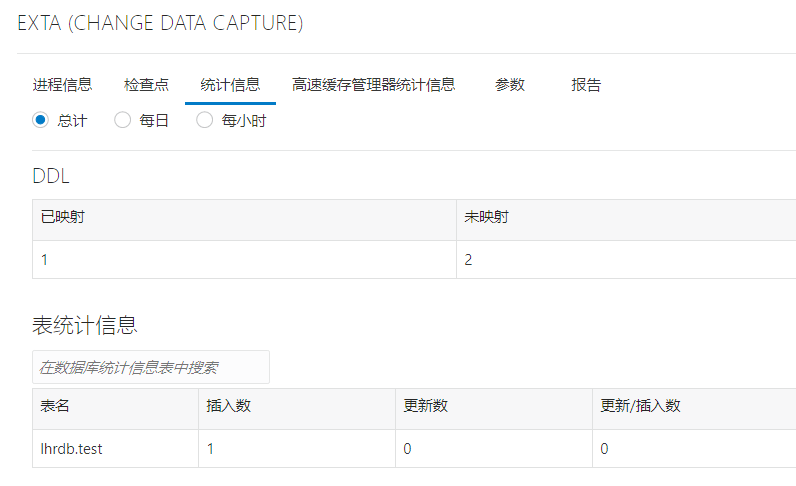 EXTA (CHANGE DATA CAPTURE)
进程信息 检查点 统计信息 高速缓存管理器统计信息 参数 报告
总计 每日 每小时
DDL
已映射 未映射
1 2
表统计信息
在数据库统计信息表中搜索
表名 插入数 更新数 更新/插入数
lhrdb.test 1 0 0